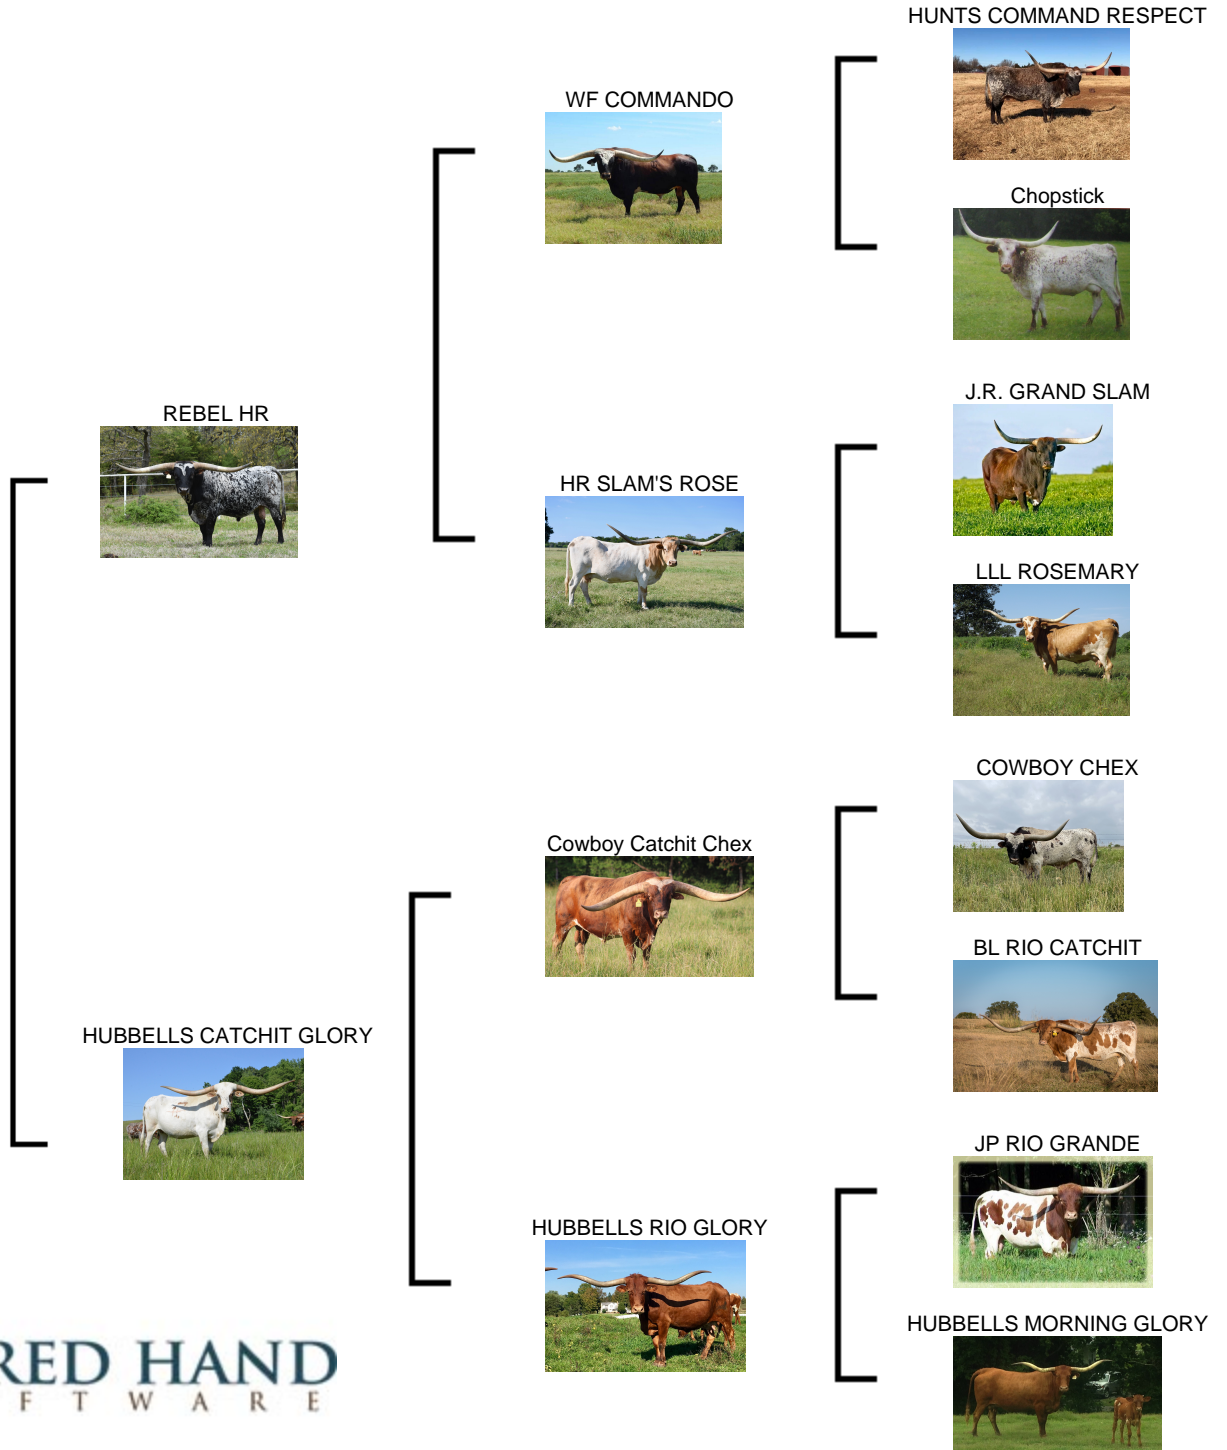 HUNTS COMMAND RESPECT
WF COMMANDO
Chopstick
J.R. GRAND SLAM
REBEL HR
HR SLAM'S ROSE
LLL ROSEMARY
COWBOY CHEX
Cowboy Catchit Chex
BL RIO CATCHIT
HUBBELLS CATCHIT GLORY
JP RIO GRANDE
HUBBELLS RIO GLORY
HUBBELLS MORNING GLORY
RED HAND
FTWARE